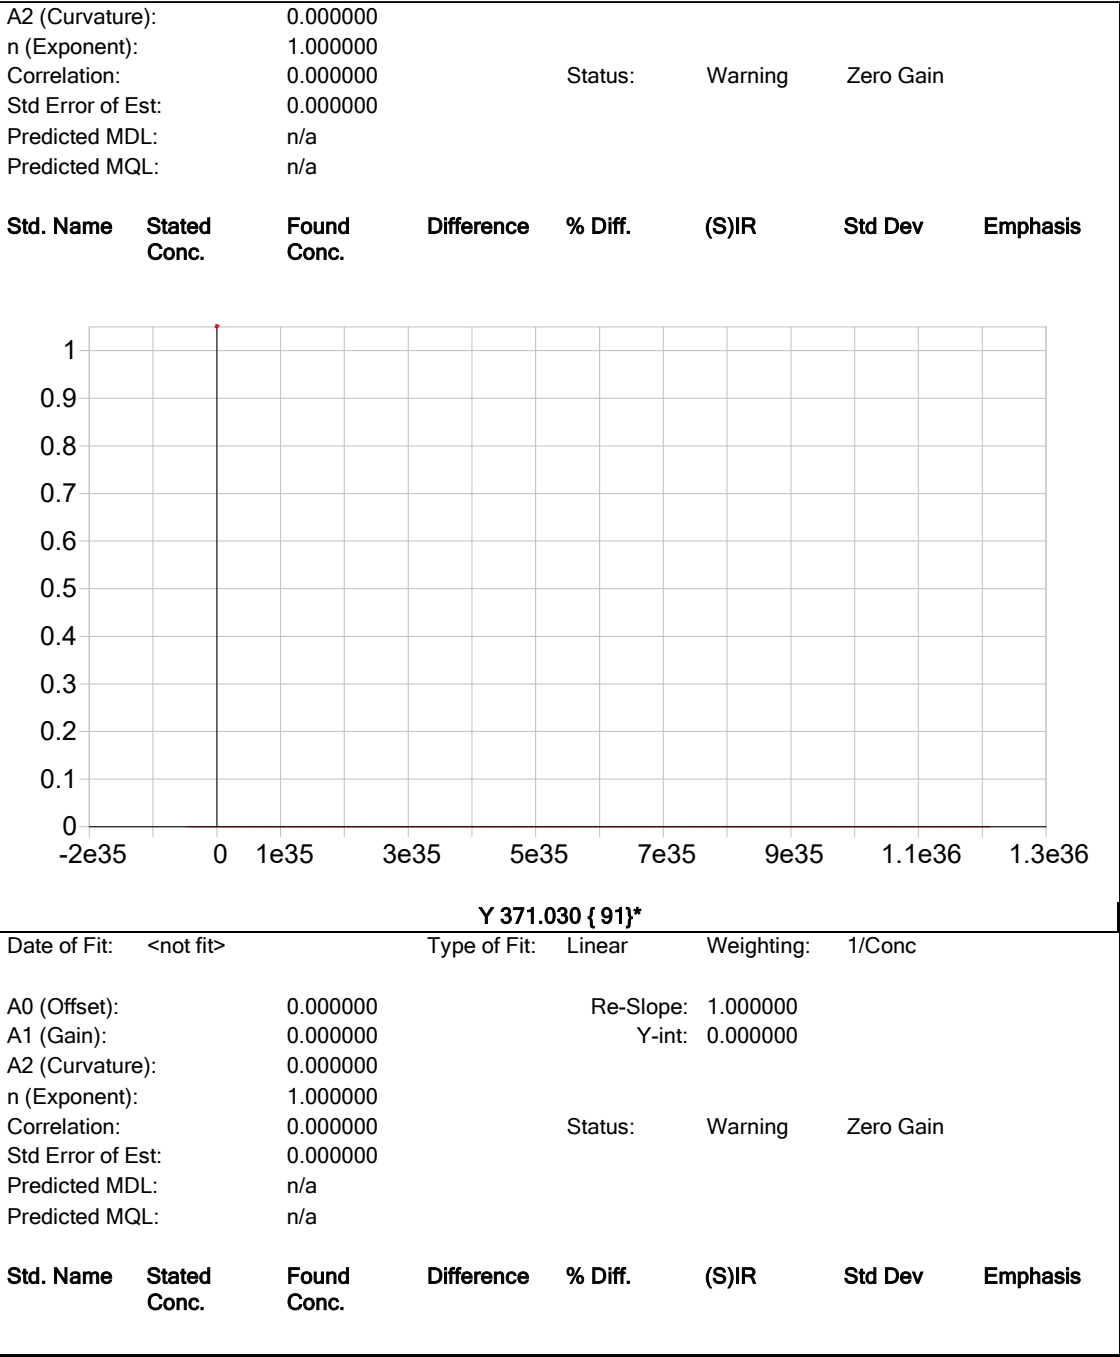 A2 (Curvature): 0.000000
n (Exponent): 1.000000
Correlation: 0.000000 Status: Warning Zero Gain
Std Error of Est: 0.000000
Predicted MDL: n/a
Predicted MQL: n/a
Std. Name Stated Conc. Found Conc. Difference % Diff. (S)IR Std Dev Emphasis
1
0.9
0.8
0.7
0.6
0.5
0.4
0.3
0.2
0.1
0
-2e35 0 1e35 3e35 5e35 7e35 9e35 1.1e36 1.3e36
Y 371.030 { 91}*
Date of Fit: <not fit> Type of Fit: Linear Weighting: 1/Conc
A0 (Offset): 0.000000 Re-Slope: 1.000000
A1 (Gain): 0.000000 Y-int: 0.000000
A2 (Curvature): 0.000000
n (Exponent): 1.000000
Correlation: 0.000000 Status: Warning Zero Gain
Std Error of Est: 0.000000
Predicted MDL: n/a
Predicted MQL: n/a
Std. Name Stated Conc. Found Conc. Difference % Diff. (S)IR Std Dev Emphasis